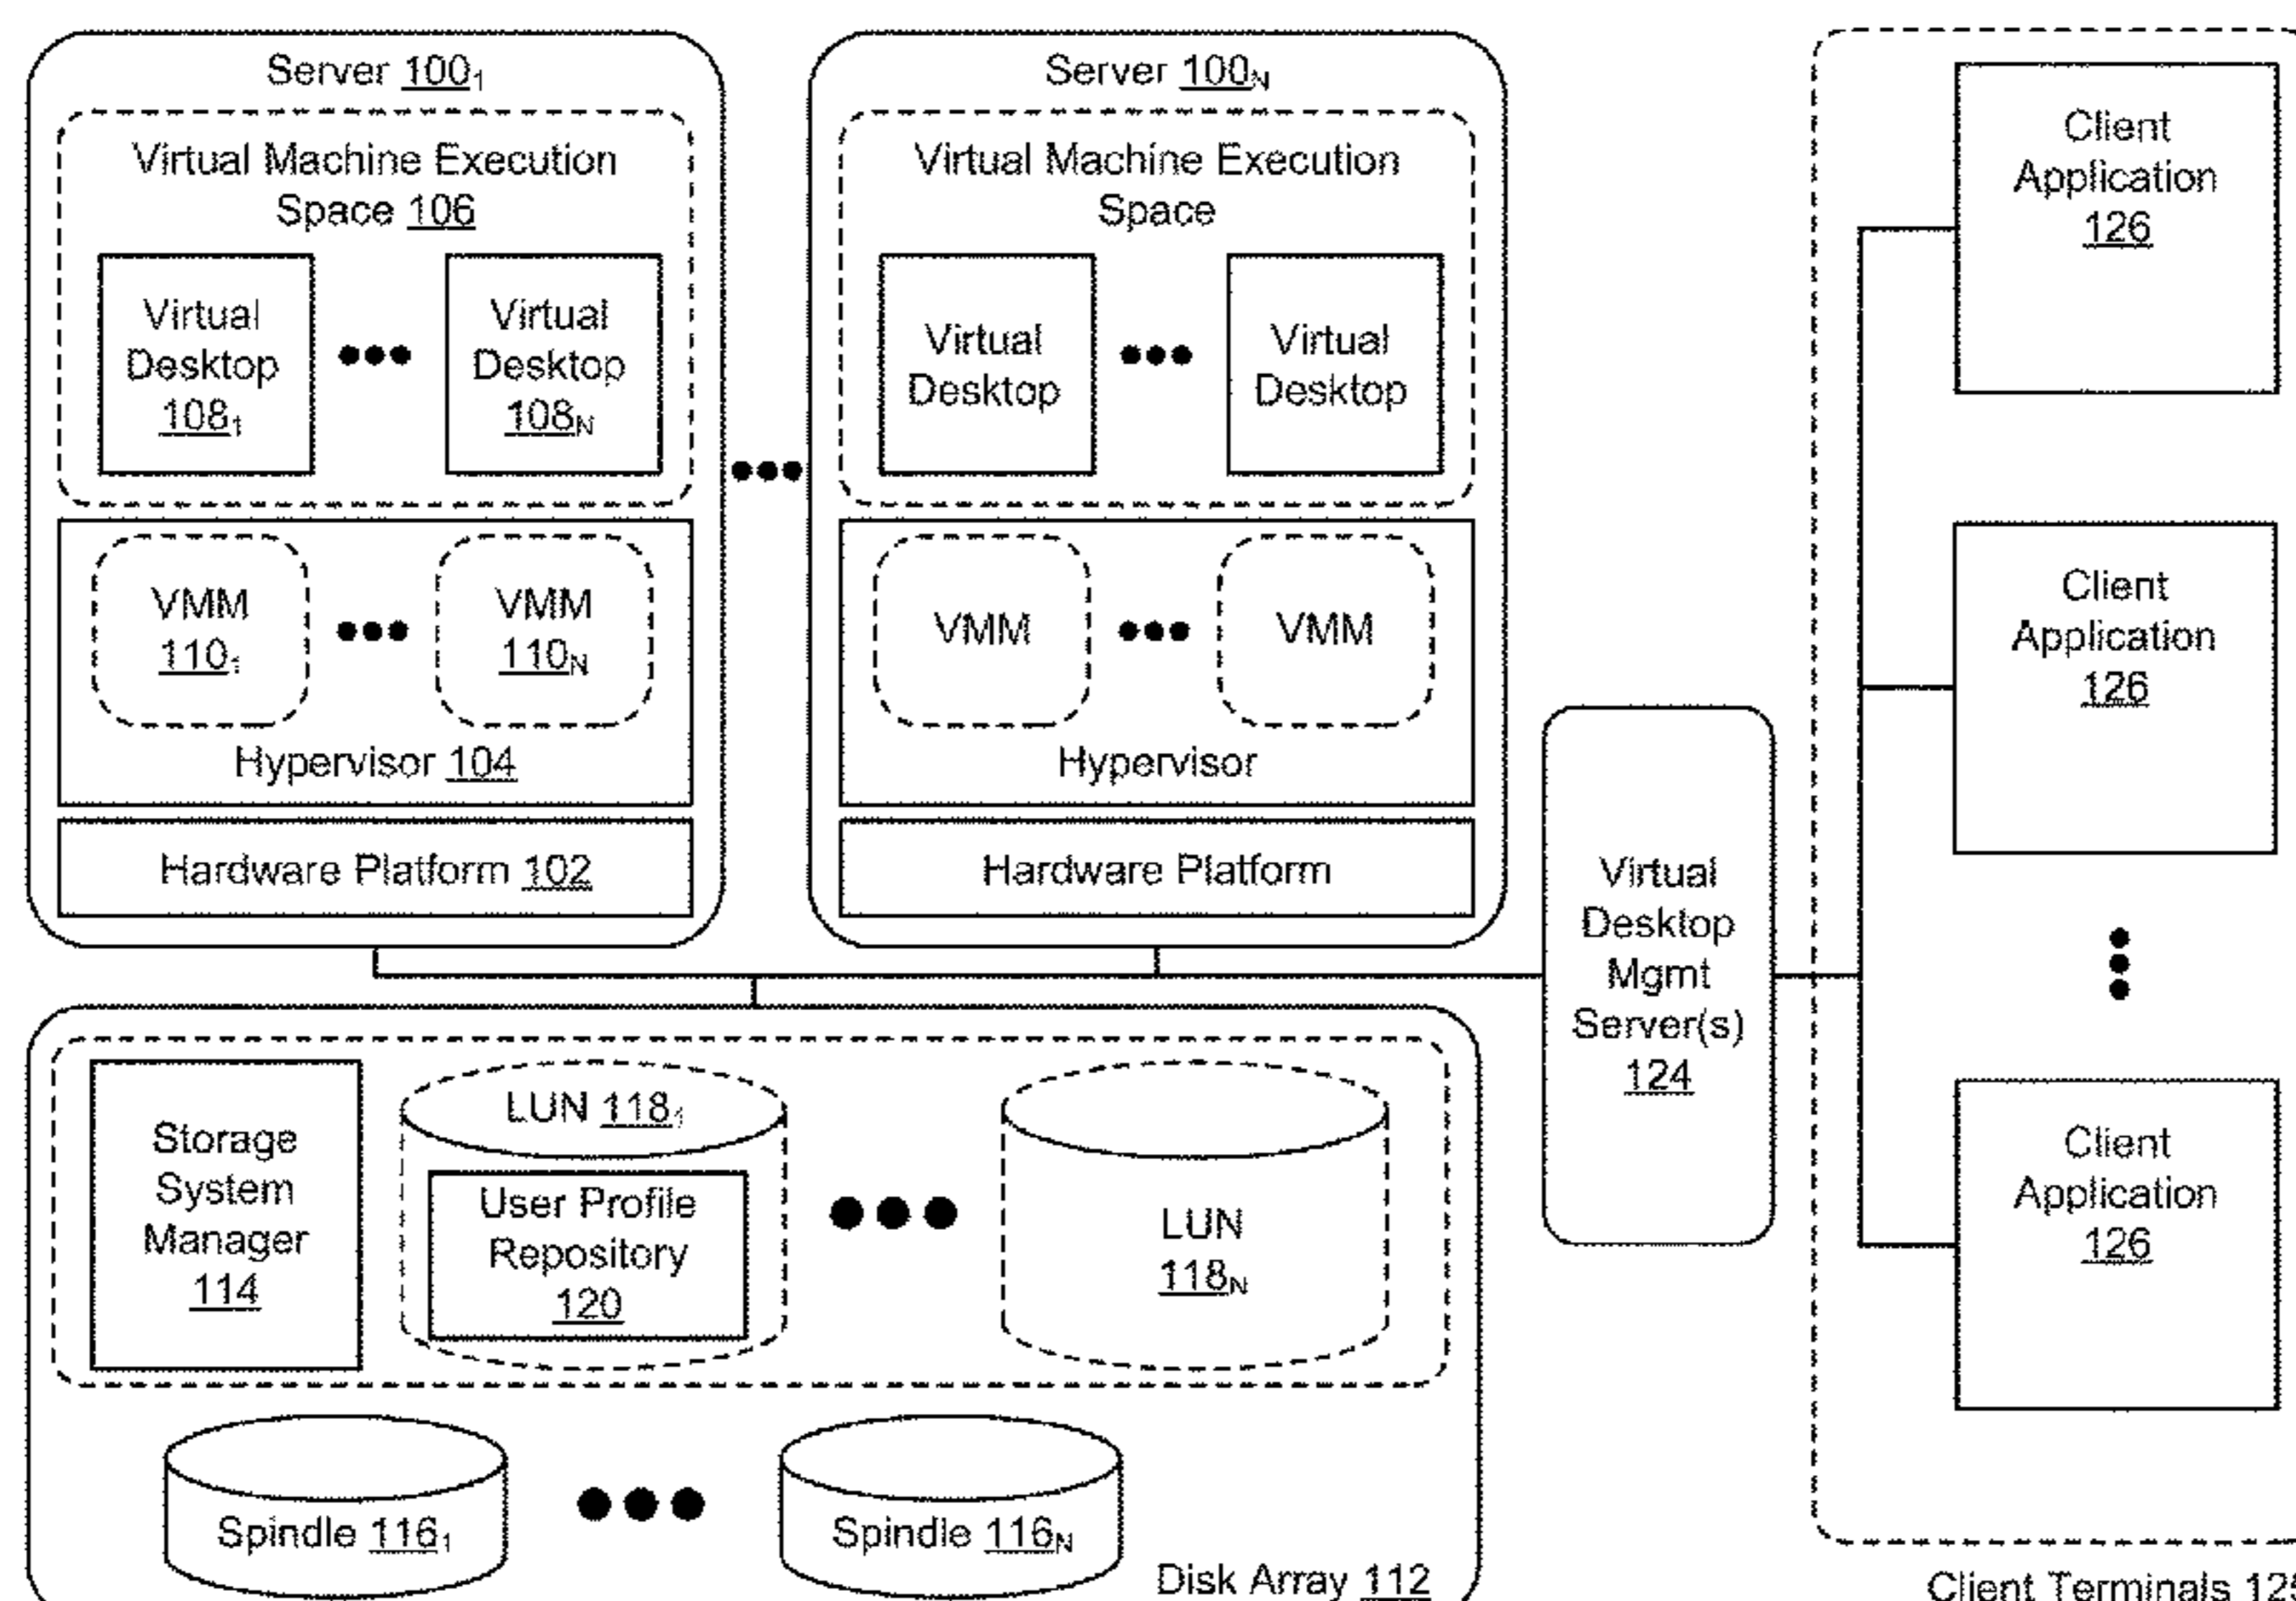 Server 100₁
Virtual Machine Execution
Space 106
Virtual
Desktop
108₁
Virtual
Desktop
108N
VMM
110₁
VMM
110N
Hypervisor 104
Hardware Platform 102
Server 100N
Virtual Machine Execution
Space
Virtual
Desktop
Virtual
Desktop
VMM
VMM
Hypervisor
Hardware Platform
Storage
System
Manager
114
LUN 118₁
User Profile
Repository
120
LUN
118N
Spindle 116₁
Spindle 116N
Disk Array 112
Virtual
Desktop
Mgmt
Server(s)
124
Client
Application
126
Client
Application
126
Client
Application
126
Client Terminals